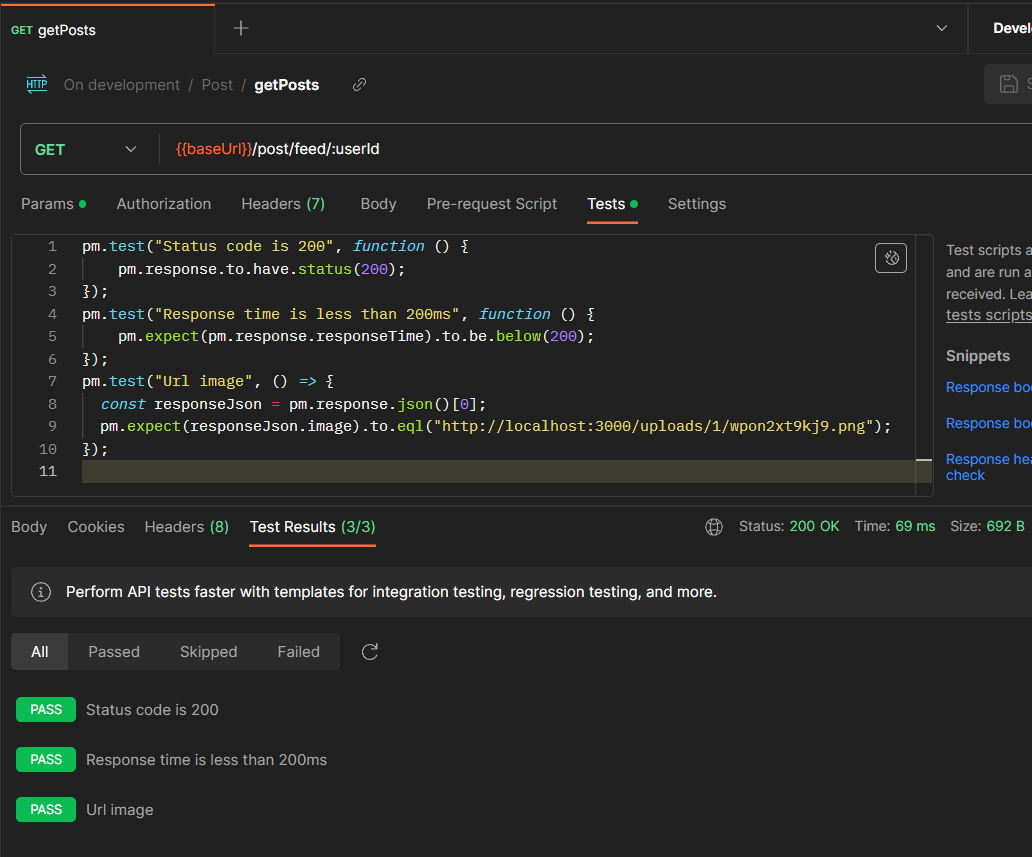 GET getPosts
Devel
HTTP On development / Post / getPosts
S
GET {{baseUrl}}/post/feed/:userId
Params Authorization Headers (7) Body Pre-request Script Tests Settings
1 pm.test("Status code is 200", function () {
2 pm.response.to.have.status(200);
3 });
4 pm.test("Response time is less than 200ms", function () {
5 pm.expect(pm.response.responseTime).to.be.below(200);
6 });
7 pm.test("Url image", () => {
8 const responseJson = pm.response.json()[0];
9 pm.expect(responseJson.image).to.eql("http://localhost:3000/uploads/1/wpon2xt9kj9.png");
10 });
11
Test scripts a
and are run a
received. Lea
tests scripts
Snippets
Response boo
Response boo
Response hea
check
Body Cookies Headers (8) Test Results (3/3) Status: 200 OK Time: 69 ms Size: 692 B
Perform API tests faster with templates for integration testing, regression testing, and more.
All Passed Skipped Failed
PASS Status code is 200
PASS Response time is less than 200ms
PASS Url image